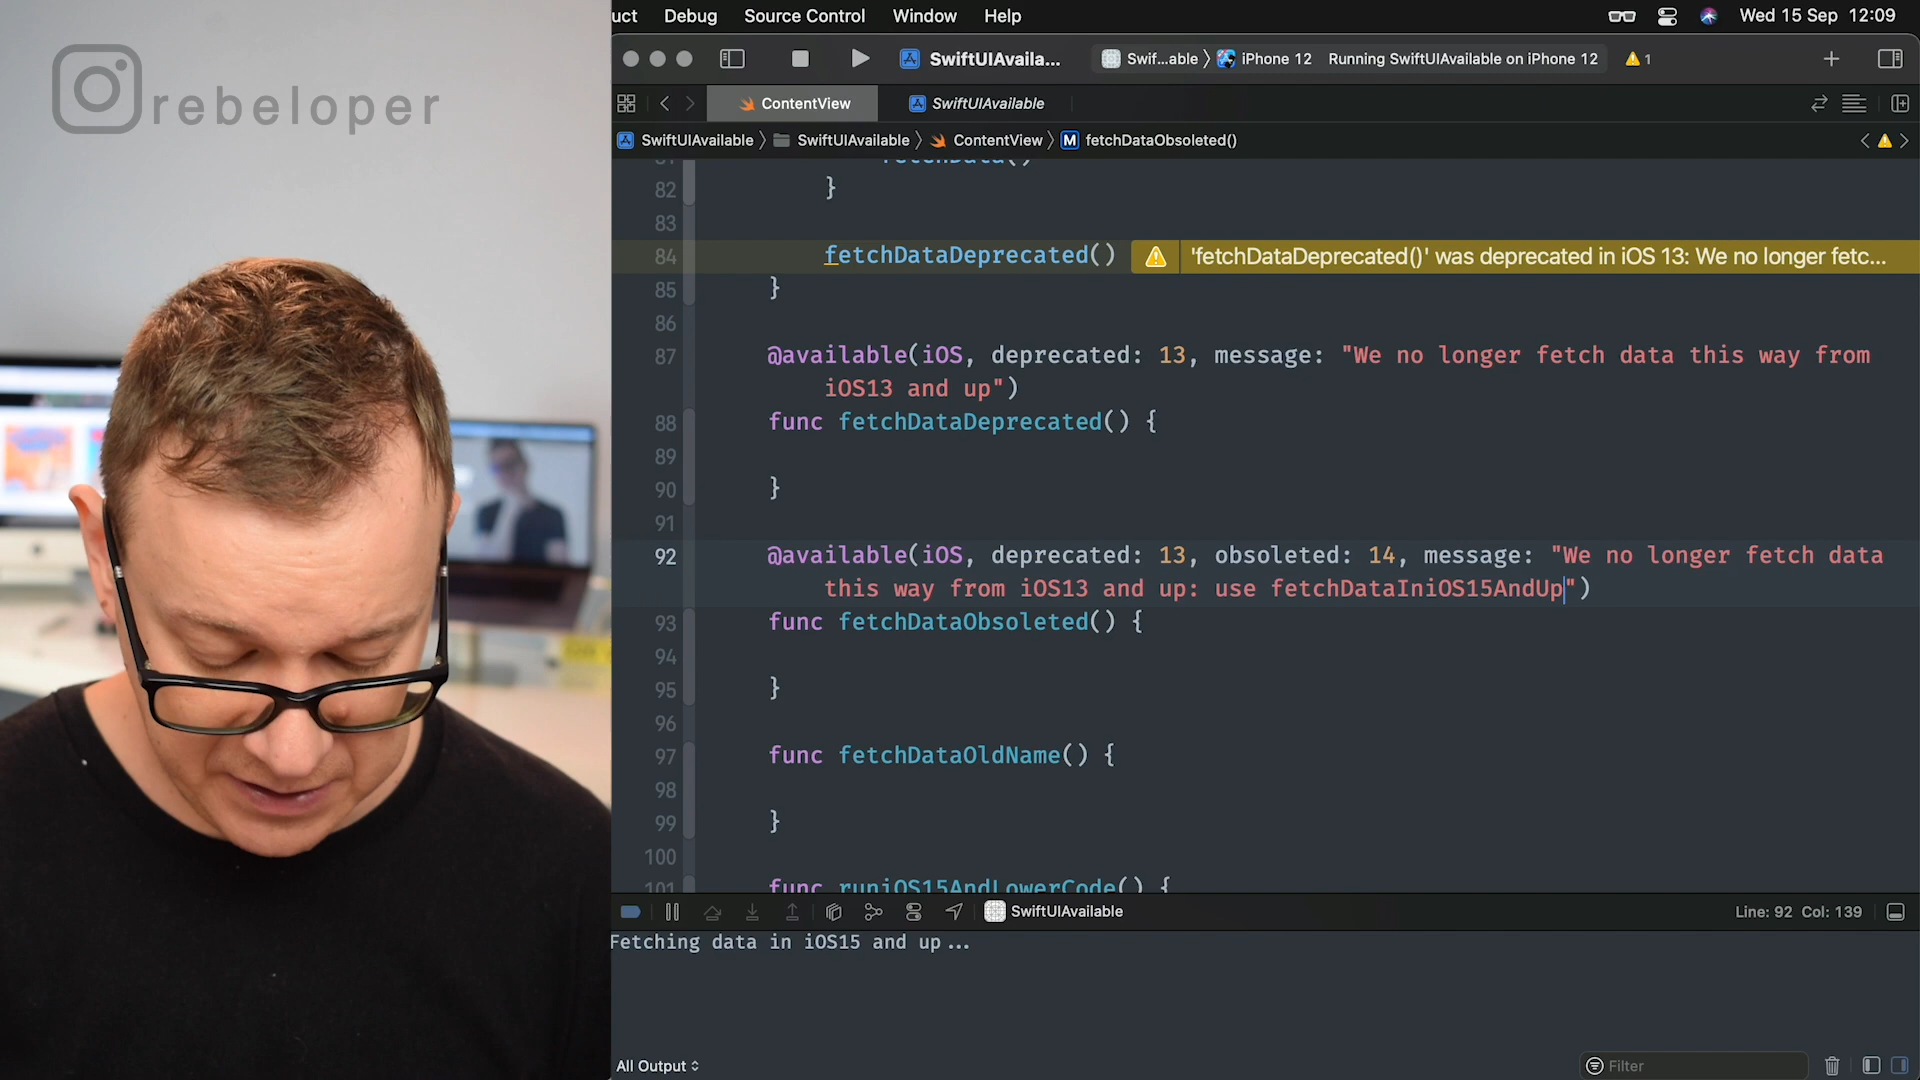 rebeloper
uct Debug Source Control Window Help Wed 15 Sep 12:09
SwiftUIAvaila... Swif...able iPhone 12 Running SwiftUIAvailable on iPhone 12 1
ContentView SwiftUIAvailable
SwiftUIAvailable SwiftUIAvailable ContentView M fetchDataObsoleted()
81 fetchData()
82 }
83
84 fetchDataDeprecated() 'fetchDataDeprecated()' was deprecated in iOS 13: We no longer fetc...
85 }
86
87 @available(iOS, deprecated: 13, message: "We no longer fetch data this way from
iOS13 and up")
88 func fetchDataDeprecated() {
89
90 }
91
92 @available(iOS, deprecated: 13, obsoleted: 14, message: "We no longer fetch data
this way from iOS13 and up: use fetchDataIniOS15AndUp")
93 func fetchDataObsoleted() {
94
95 }
96
97 func fetchDataOldName() {
98
99 }
100
101 func runiOS15AndLowerCode() {
SwiftUIAvailable Line: 92 Col: 139
Fetching data in iOS15 and up...
All Output Filter